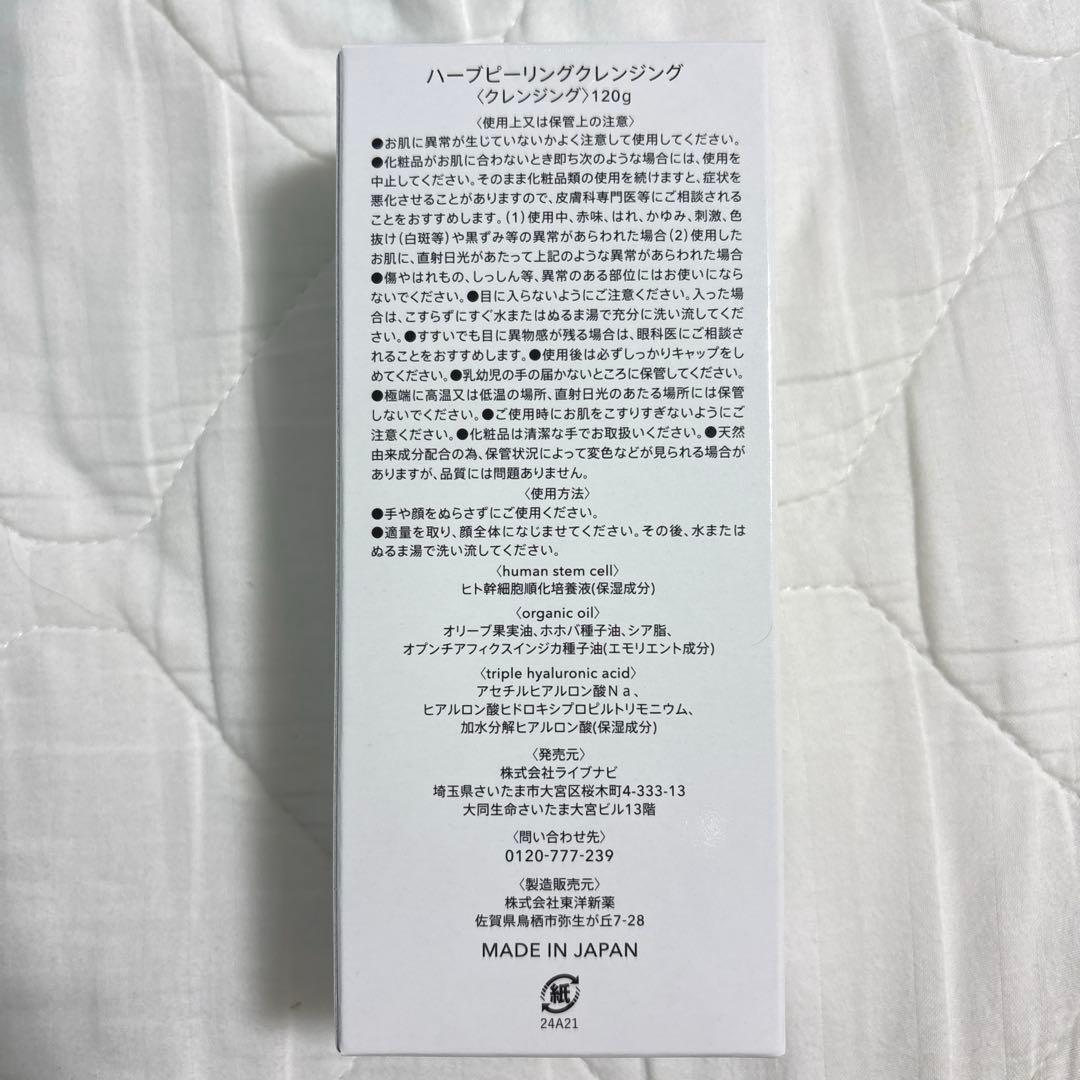 ハーブピーリングクレンジング
〈クレンジング〉120g
〈使用上又は保管上の注意〉
●お肌に異常が生じていないかよく注意して使用してください。
●化粧品がお肌に合わないとき即ち次のような場合には、使用を
中止してください。そのまま化粧品類の使用を続けますと、症状を
悪化させることがありますので、皮膚科専門医等にご相談される
ことをおすすめします。(1)使用中、赤味、はれ、かゆみ、刺激、色
抜け(白斑等)や黒ずみ等の異常があらわれた場合(2)使用した
お肌に、直射日光があたって上記のような異常があらわれた場合
●傷やはれもの、しっしん等、異常のある部位にはお使いになら
ないでください。●目に入らないようにご注意ください。入った場
合は、こすらずにすぐ水またはぬるま湯で充分に洗い流してくだ
さい。●すすいでも目に異物感が残る場合は、眼科医にご相談さ
れることをおすすめします。●使用後は必ずしっかりキャップをし
めてください。●乳幼児の手の届かないところに保管してください。
●極端に高温又は低温の場所、直射日光のあたる場所には保管
しないでください。●ご使用時にお肌をこすりすぎないようにご
注意ください。●化粧品は清潔な手でお取扱いください。●天然
由来成分配合の為、保管状況によって変色などが見られる場合が
ありますが、品質には問題ありません。
〈使用方法〉
●手や顔をぬらさずにご使用ください。
●適量を取り、顔全体になじませてください。その後、水または
ぬるま湯で洗い流してください。
〈human stem cell〉
ヒト幹細胞順化培養液(保湿成分)
〈organic oil〉
オリーブ果実油、ホホバ種子油、シア脂、
オプンチアフィクスインジカ種子油(エモリエント成分)
〈triple hyaluronic acid〉
アセチルヒアルロン酸Na、
ヒアルロン酸ヒドロキシプロピルトリモニウム、
加水分解ヒアルロン酸(保湿成分)
〈発売元〉
株式会社ライブナビ
埼玉県さいたま市大宮区桜木町4-333-13
大同生命さいたま大宮ビル13階
〈問い合わせ先〉
0120-777-239
〈製造販売元〉
株式会社東洋新薬
佐賀県鳥栖市弥生が丘7-28
MADE IN JAPAN
紙
24A21